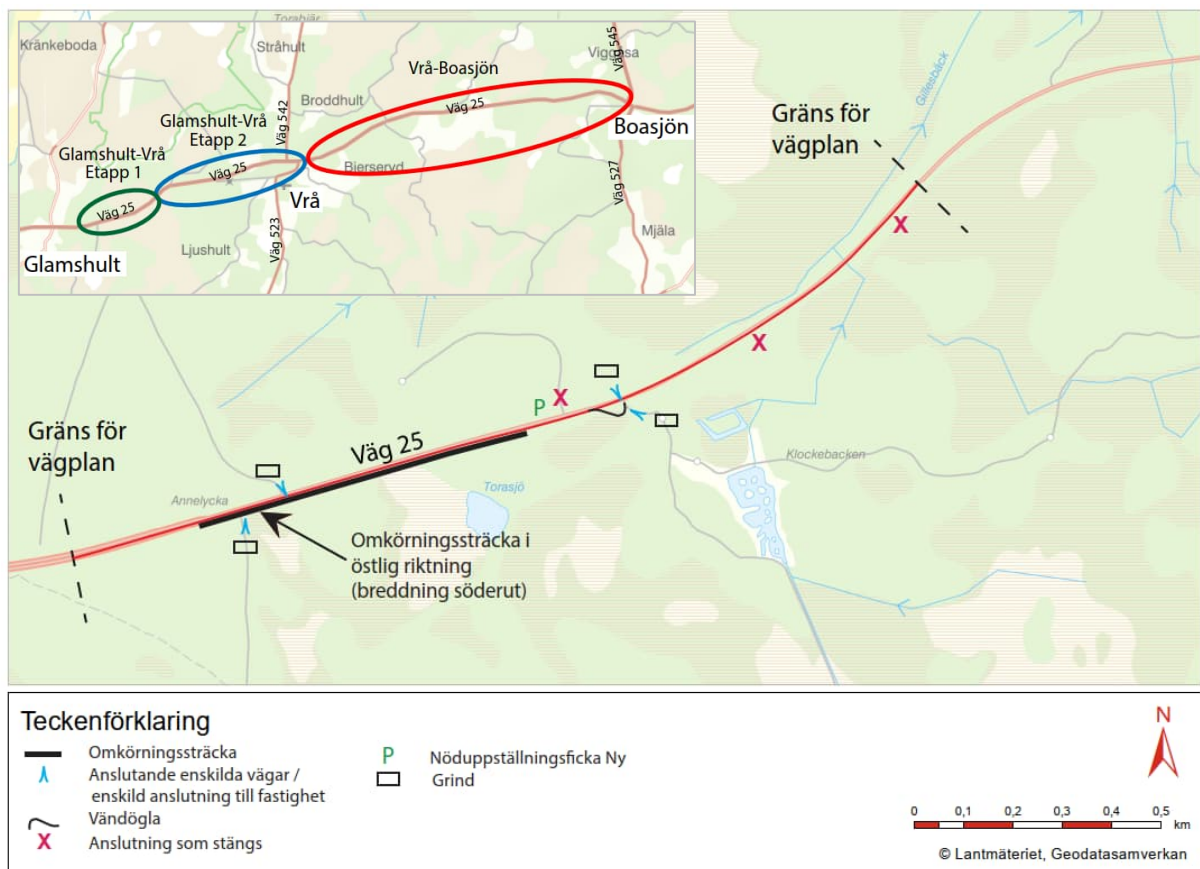 Kränkeboda
Torahjär
Stråhult
Väg 542
Broddhult
Vrå-Boasjön
Väg 25
Viggåsa
Väg 545
Boasjön
Glamshult-Vrå
Etapp 2
Glamshult-Vrå
Etapp 1
Väg 25
Väg 25
Bjerseryd
Vrå
Väg 523
Väg 527
Ljushult
Mjäla
Glamshult
Gillesbäck
Gräns för
vägplan
X
X
X
P
Gräns för
vägplan
Väg 25
Klockebacken
Annelycka
Torasjö
Omkörningssträcka i
östlig riktning
(breddning söderut)
Teckenförklaring
Omkörningssträcka
Anslutande enskilda vägar /
enskild anslutning till fastighet
Vändögla
X Anslutning som stängs
P Nöduppställningsficka Ny
Grind
N
0 0,1 0,2 0,3 0,4 0,5
km
© Lantmäteriet, Geodatasamverkan